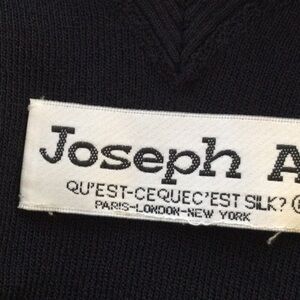 Joseph A
QU'EST-CEQUEC'EST SILK? ®
PARIS-LONDON-NEW YORK